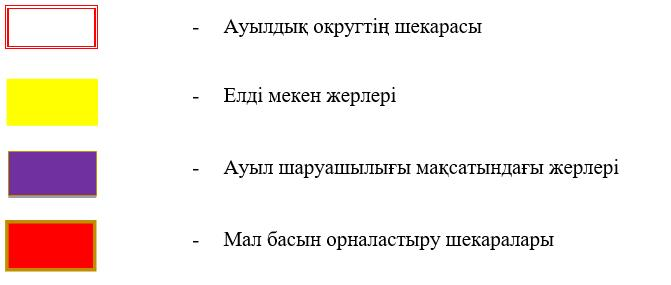 - Ауылдық округтің шекарасы
- Елді мекен жерлері
- Ауыл шаруашылығы мақсатындағы жерлері
- Мал басын орналастыру шекаралары